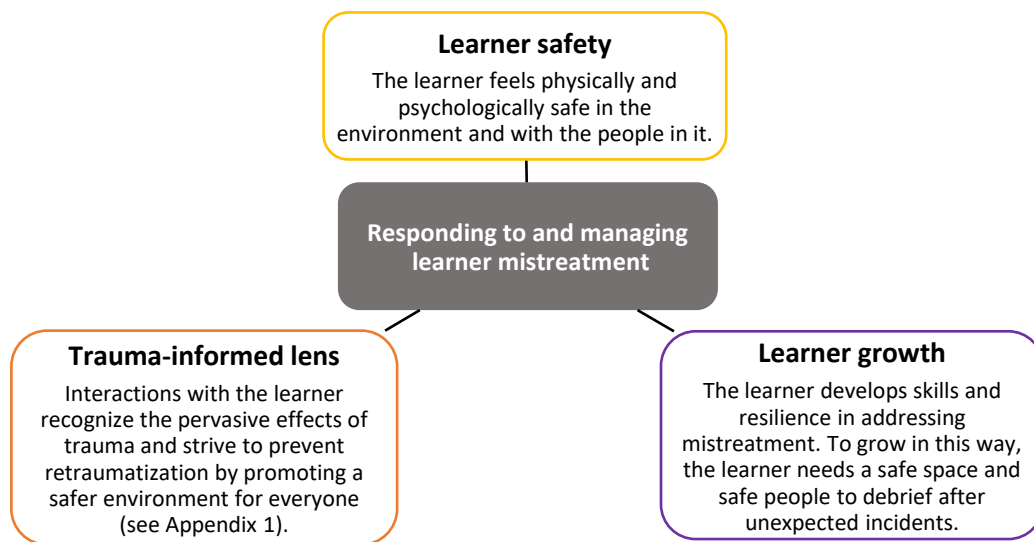 Learner safety
The learner feels physically and
psychologically safe in the
environment and with the people in it.
Responding to and managing
learner mistreatment
Trauma-informed lens
Interactions with the learner
recognize the pervasive effects of
trauma and strive to prevent
retraumatization by promoting a
safer environment for everyone
(see Appendix 1).
Learner growth
The learner develops skills and
resilience in addressing
mistreatment. To grow in this way,
the learner needs a safe space and
safe people to debrief after
unexpected incidents.